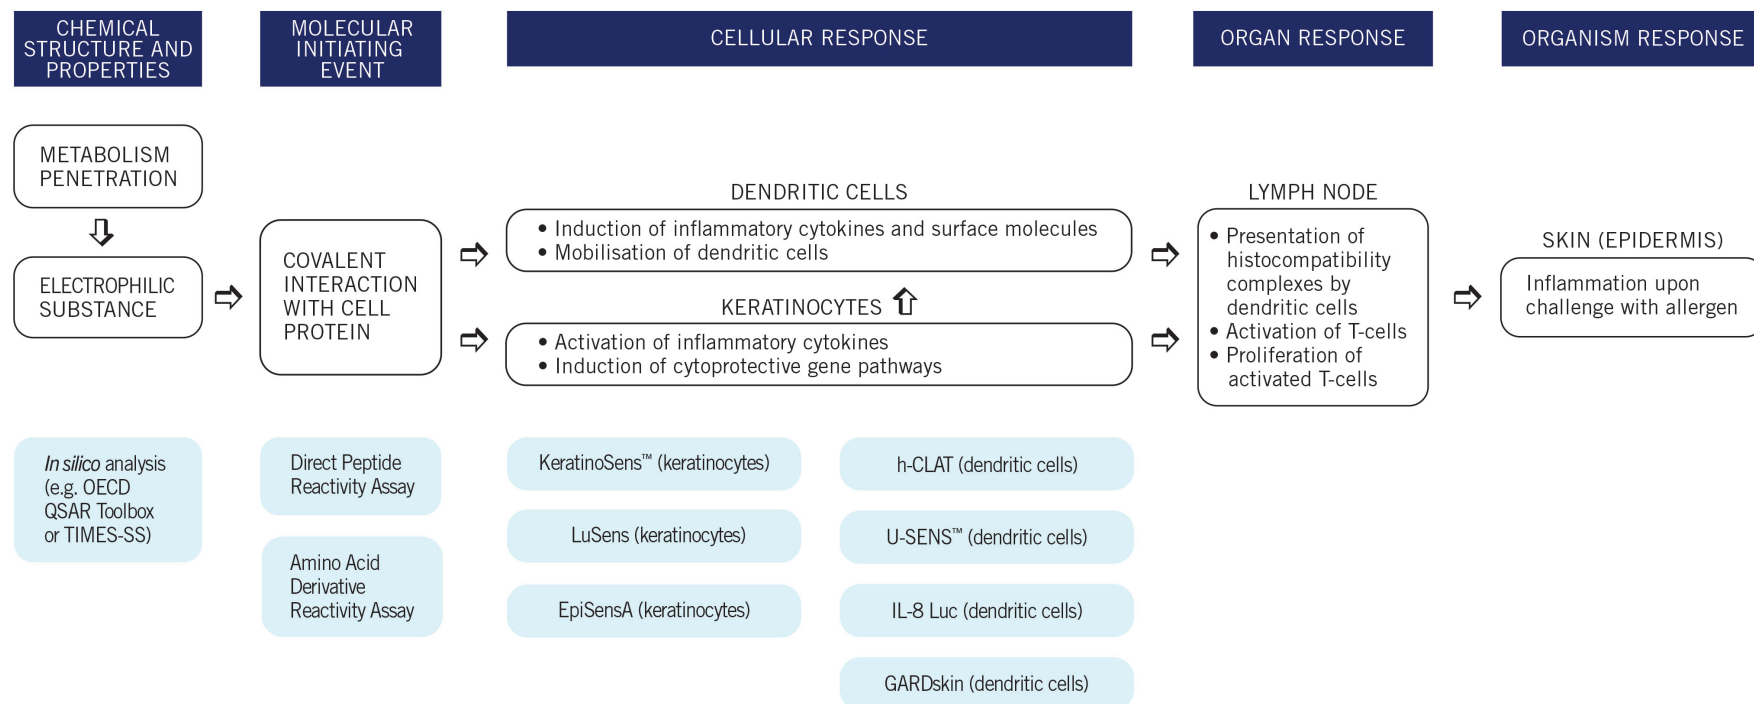 CHEMICAL
STRUCTURE AND
PROPERTIES
MOLECULAR
INITIATING
EVENT
CELLULAR RESPONSE
ORGAN RESPONSE
ORGANISM RESPONSE
METABOLISM
PENETRATION
ELECTROPHILIC
SUBSTANCE
COVALENT
INTERACTION
WITH CELL
PROTEIN
DENDRITIC CELLS
• Induction of inflammatory cytokines and surface molecules
• Mobilisation of dendritic cells
KERATINOCYTES
• Activation of inflammatory cytokines
• Induction of cytoprotective gene pathways
LYMPH NODE
• Presentation of
histocompatibility
complexes by
dendritic cells
• Activation of T-cells
• Proliferation of
activated T-cells
SKIN (EPIDERMIS)
Inflammation upon
challenge with allergen
In silico analysis
(e.g. OECD
QSAR Toolbox
or TIMES-SS)
Direct Peptide
Reactivity Assay
Amino Acid
Derivative
Reactivity Assay
KeratinoSens™ (keratinocytes)
LuSens (keratinocytes)
EpiSensA (keratinocytes)
h-CLAT (dendritic cells)
U-SENS™ (dendritic cells)
IL-8 Luc (dendritic cells)
GARDskin (dendritic cells)